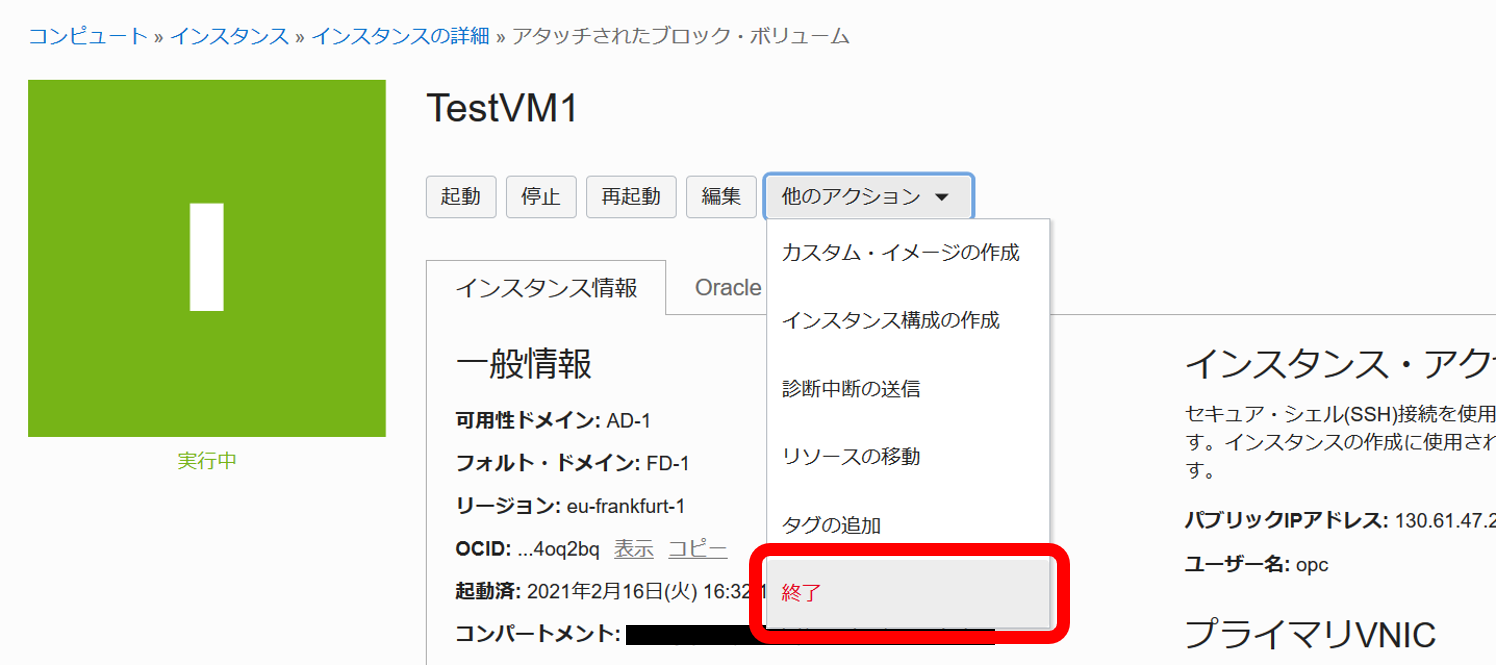 コンピュート » インスタンス » インスタンスの詳細 » アタッチされたブロック・ボリューム
TestVM1
起動 停止 再起動 編集 他のアクション
カスタム・イメージの作成
インスタンス構成の作成
診断中断の送信
リソースの移動
タグの追加
終了
インスタンス情報 Oracle
一般情報
可用性ドメイン: AD-1
フォルト・ドメイン: FD-1
リージョン: eu-frankfurt-1
OCID: ...4oq2bq 表示 コピー
起動済: 2021年2月16日(火) 16:32
コンパートメント:
実行中
インスタンス・アク
セキュア・シェル(SSH)接続を使用
す。インスタンスの作成に使用され
す。
パブリックIPアドレス: 130.61.47.2
ユーザー名: opc
プライマリVNIC